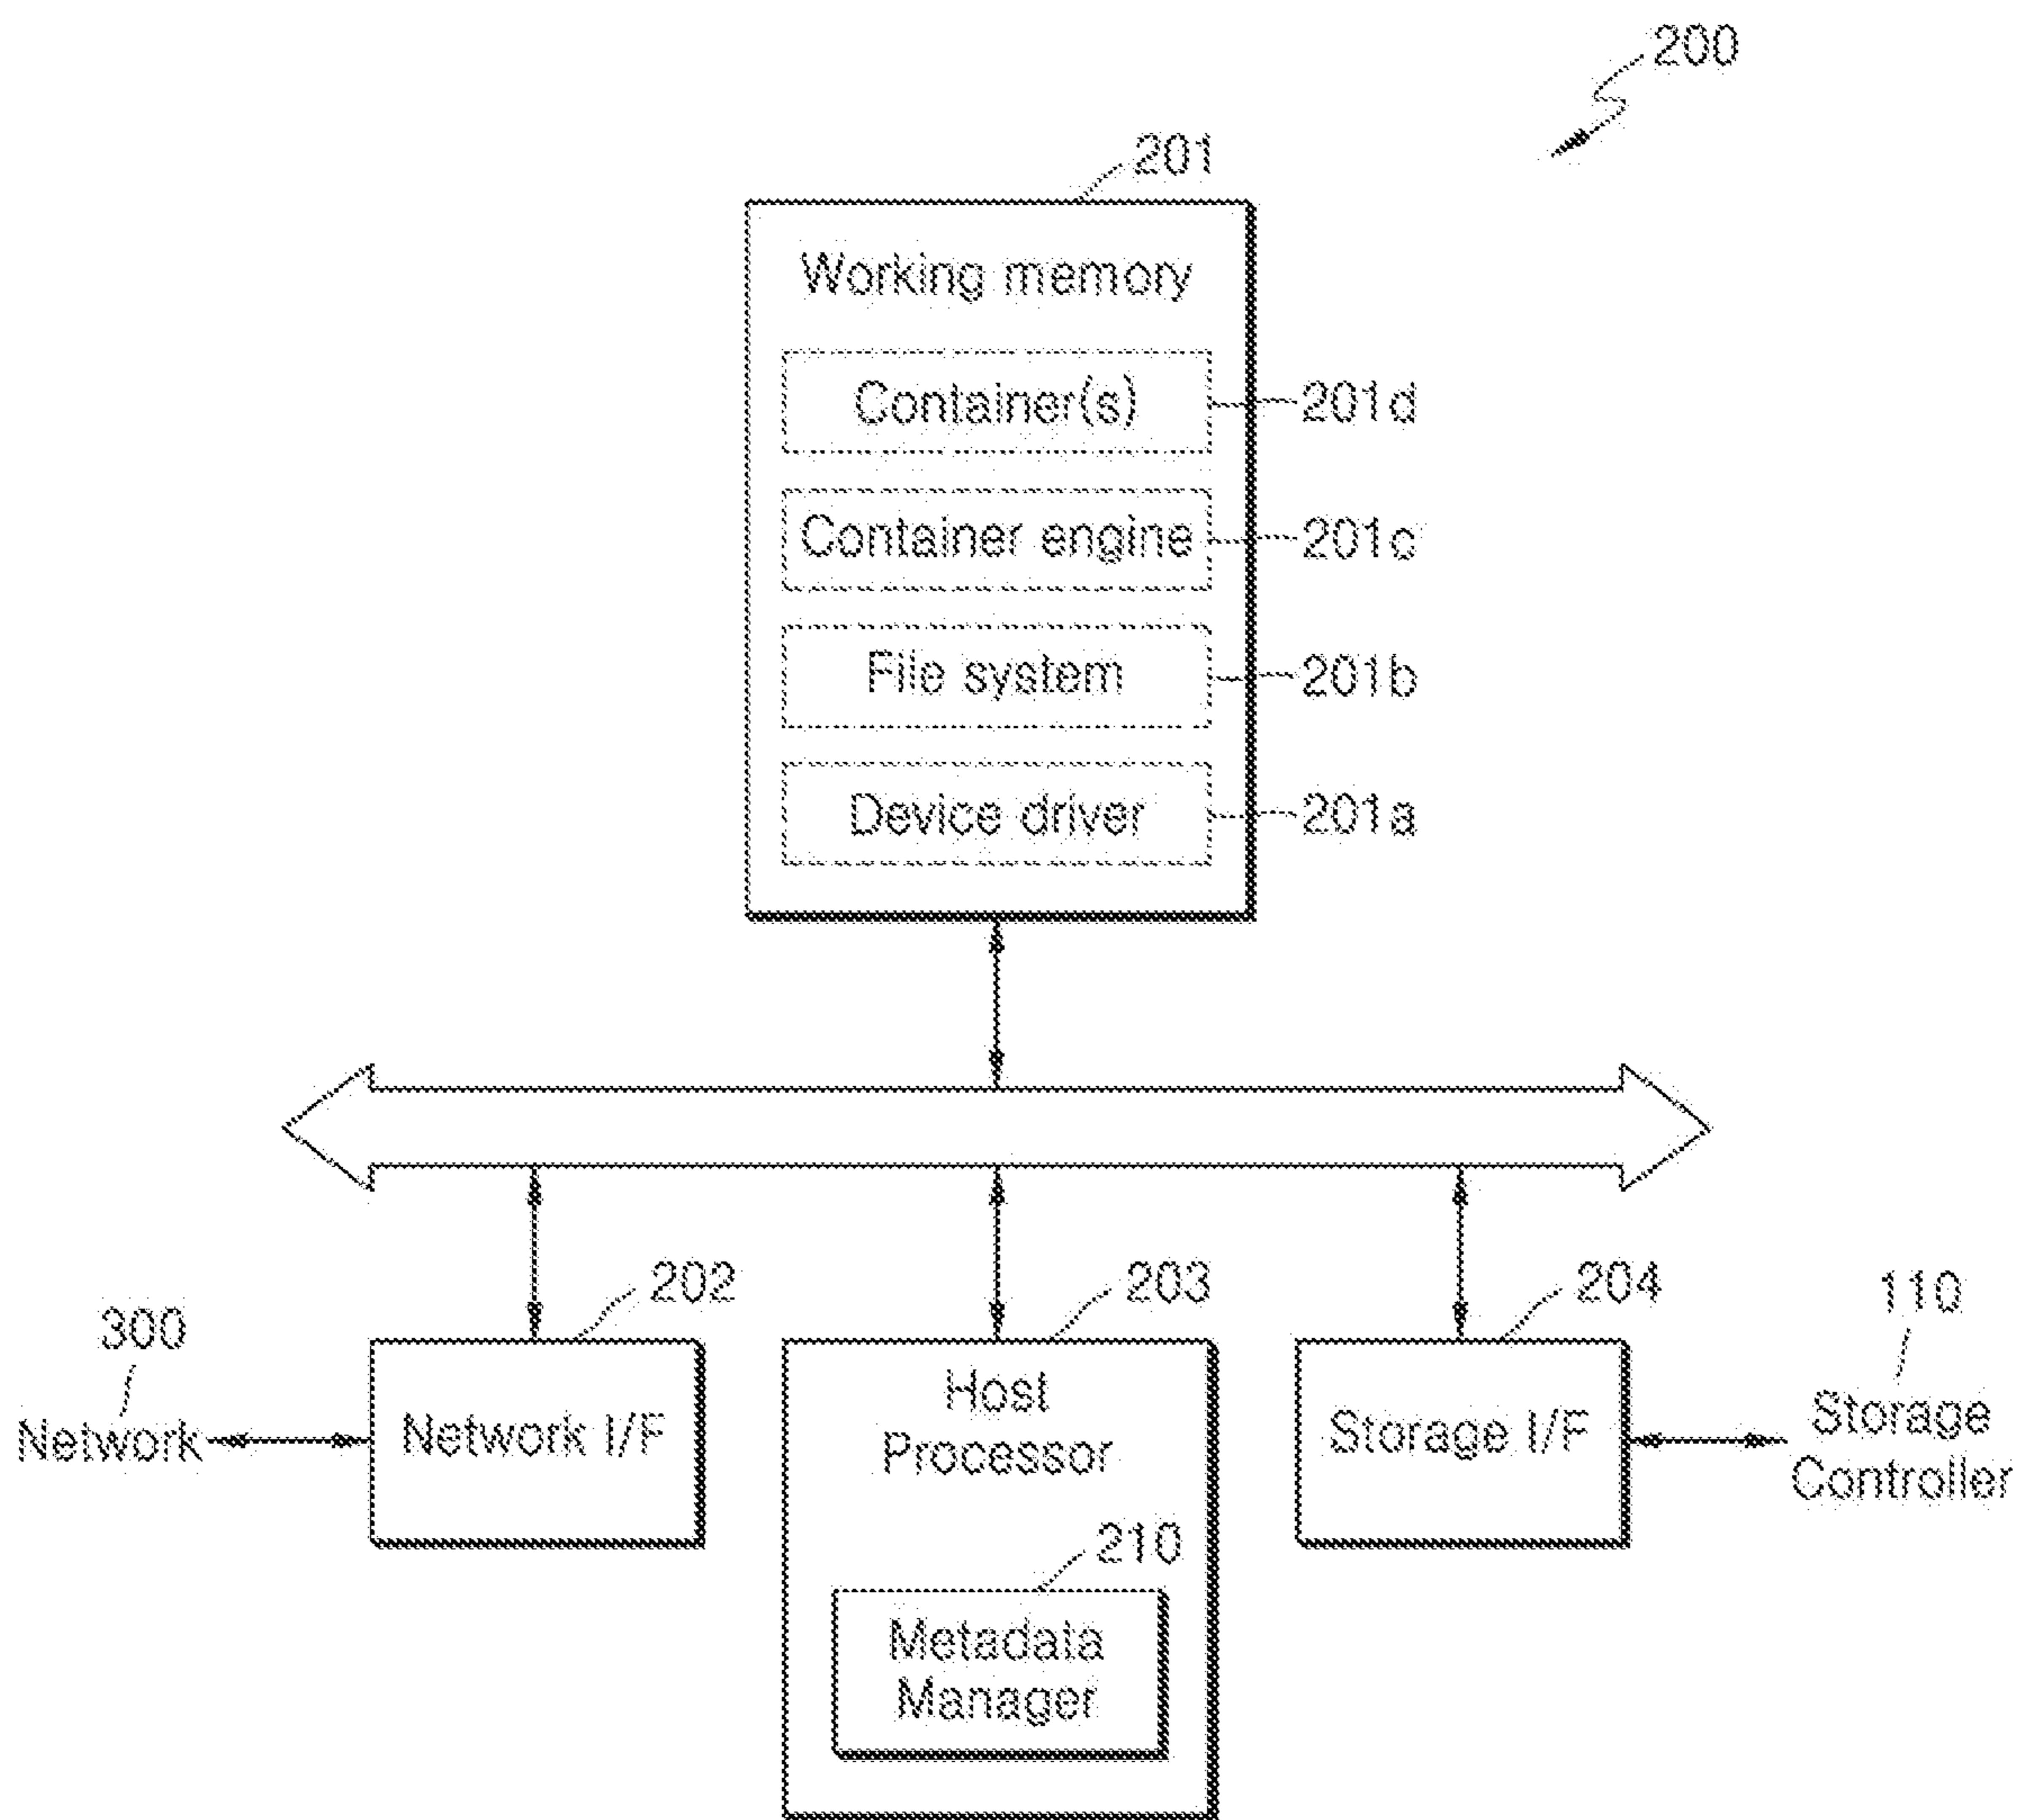 200
201
Working memory
Container(s)
201d
Container engine
201c
File system
201b
Device driver
201a
202
203
204
110
300
Network
Network I/F
Host
Processor
Storage I/F
Storage
Controller
210
Metadata
Manager